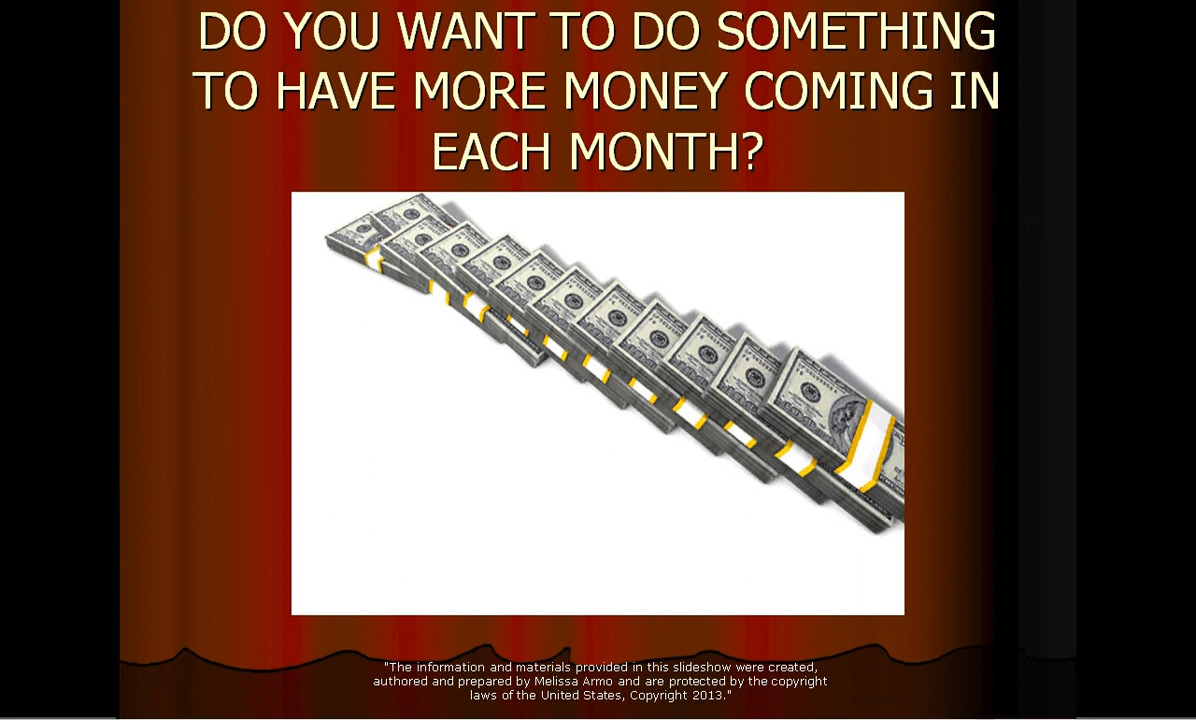 DO YOU WANT TO DO SOMETHING
TO HAVE MORE MONEY COMING IN
EACH MONTH?
"The information and materials provided in this slideshow were created,
authored and prepared by Melissa Armo and are protected by the copyright
laws of the United States, Copyright 2013."